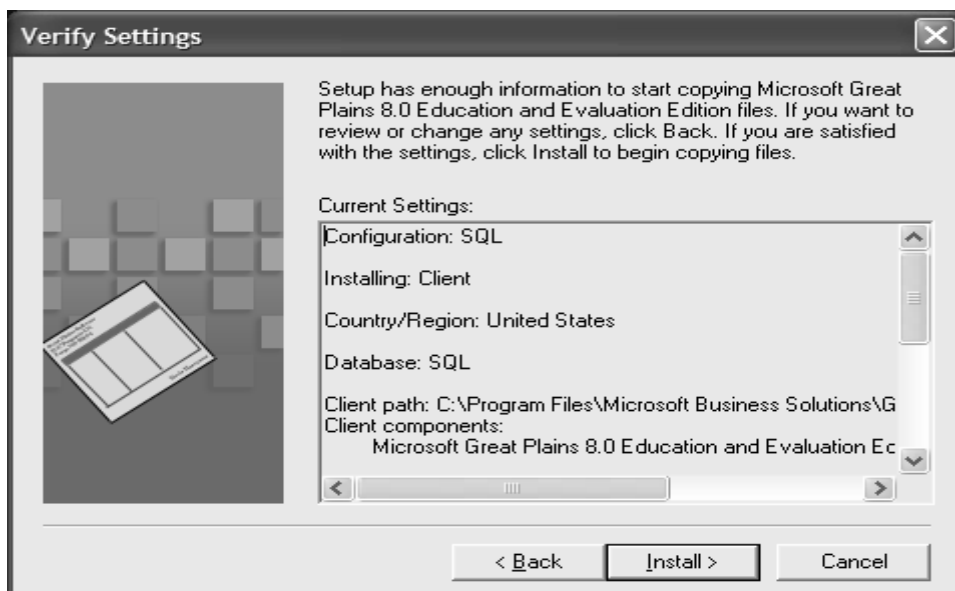 Verify Settings
Setup has enough information to start copying Microsoft Great
Plains 8.0 Education and Evaluation Edition files. If you want to
review or change any settings, click Back. If you are satisfied
with the settings, click Install to begin copying files.
Current Settings:
Configuration: SQL
Installing: Client
Country/Region: United States
Database: SQL
Client path: C:\Program Files\Microsoft Business Solutions\G
Client components:
Microsoft Great Plains 8.0 Education and Evaluation Ec
< Back
Install >
Cancel